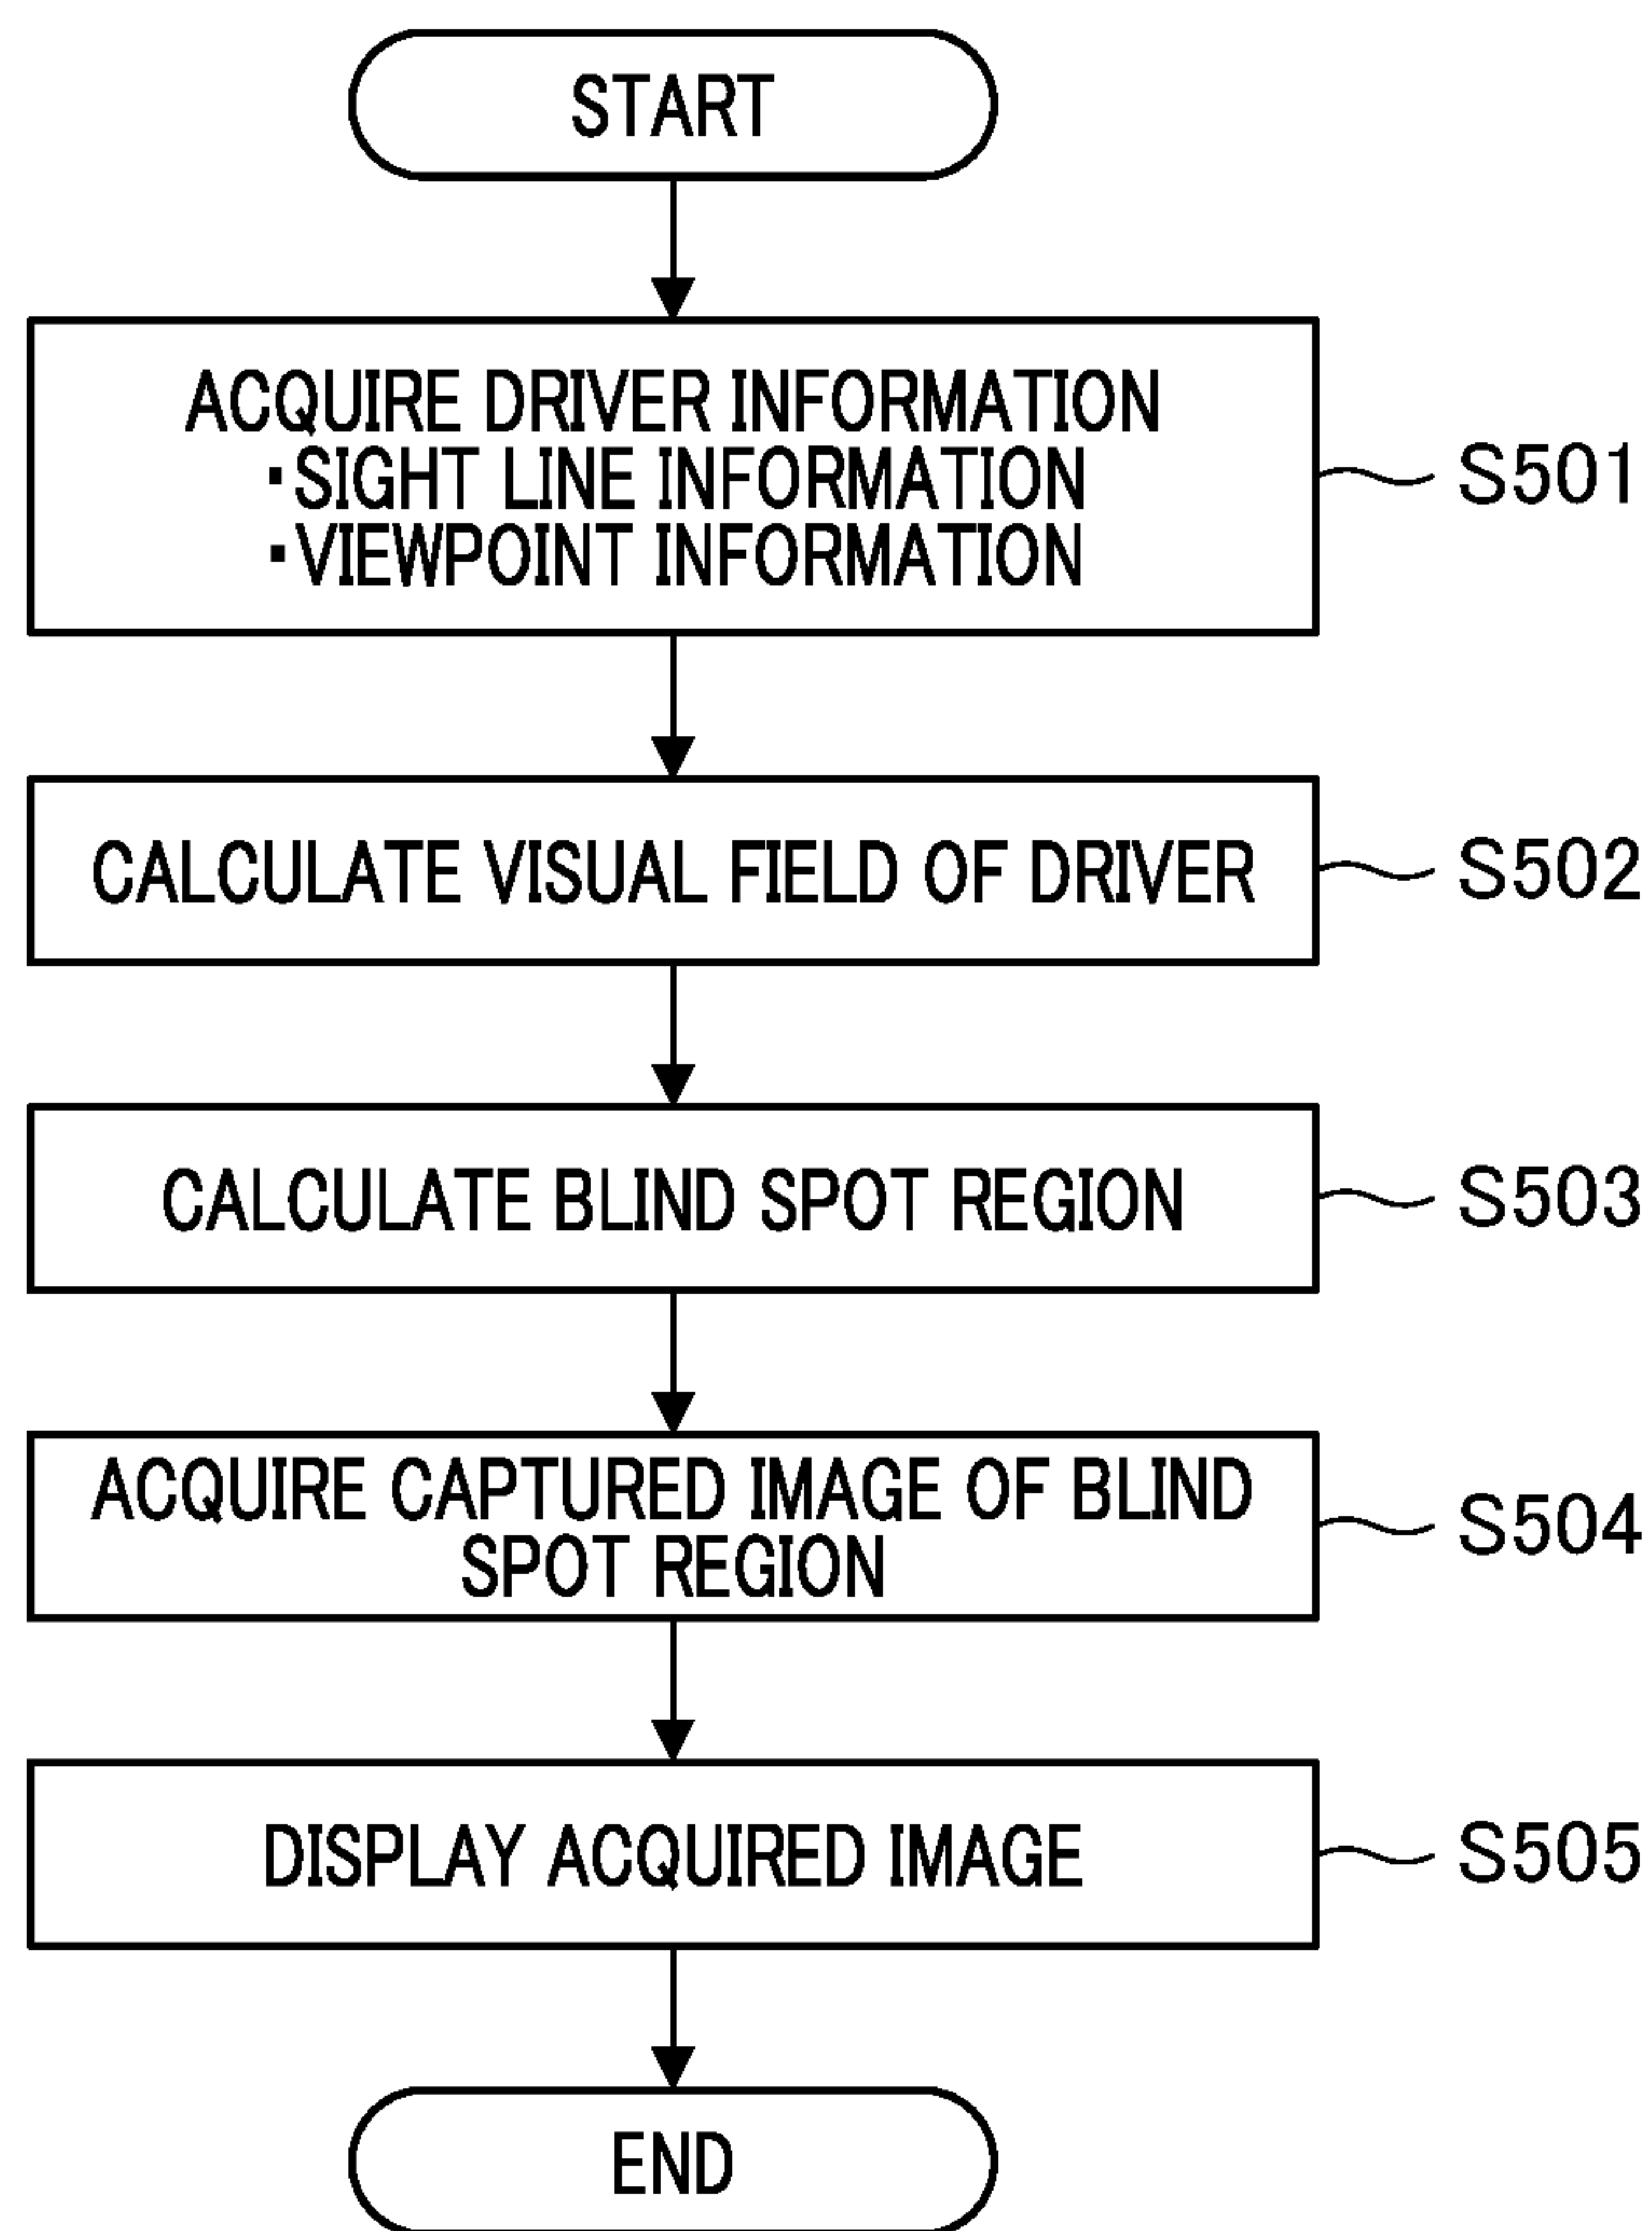 START
ACQUIRE DRIVER INFORMATION
・SIGHT LINE INFORMATION
・VIEWPOINT INFORMATION
S501
CALCULATE VISUAL FIELD OF DRIVER
S502
CALCULATE BLIND SPOT REGION
S503
ACQUIRE CAPTURED IMAGE OF BLIND
SPOT REGION
S504
DISPLAY ACQUIRED IMAGE
S505
END